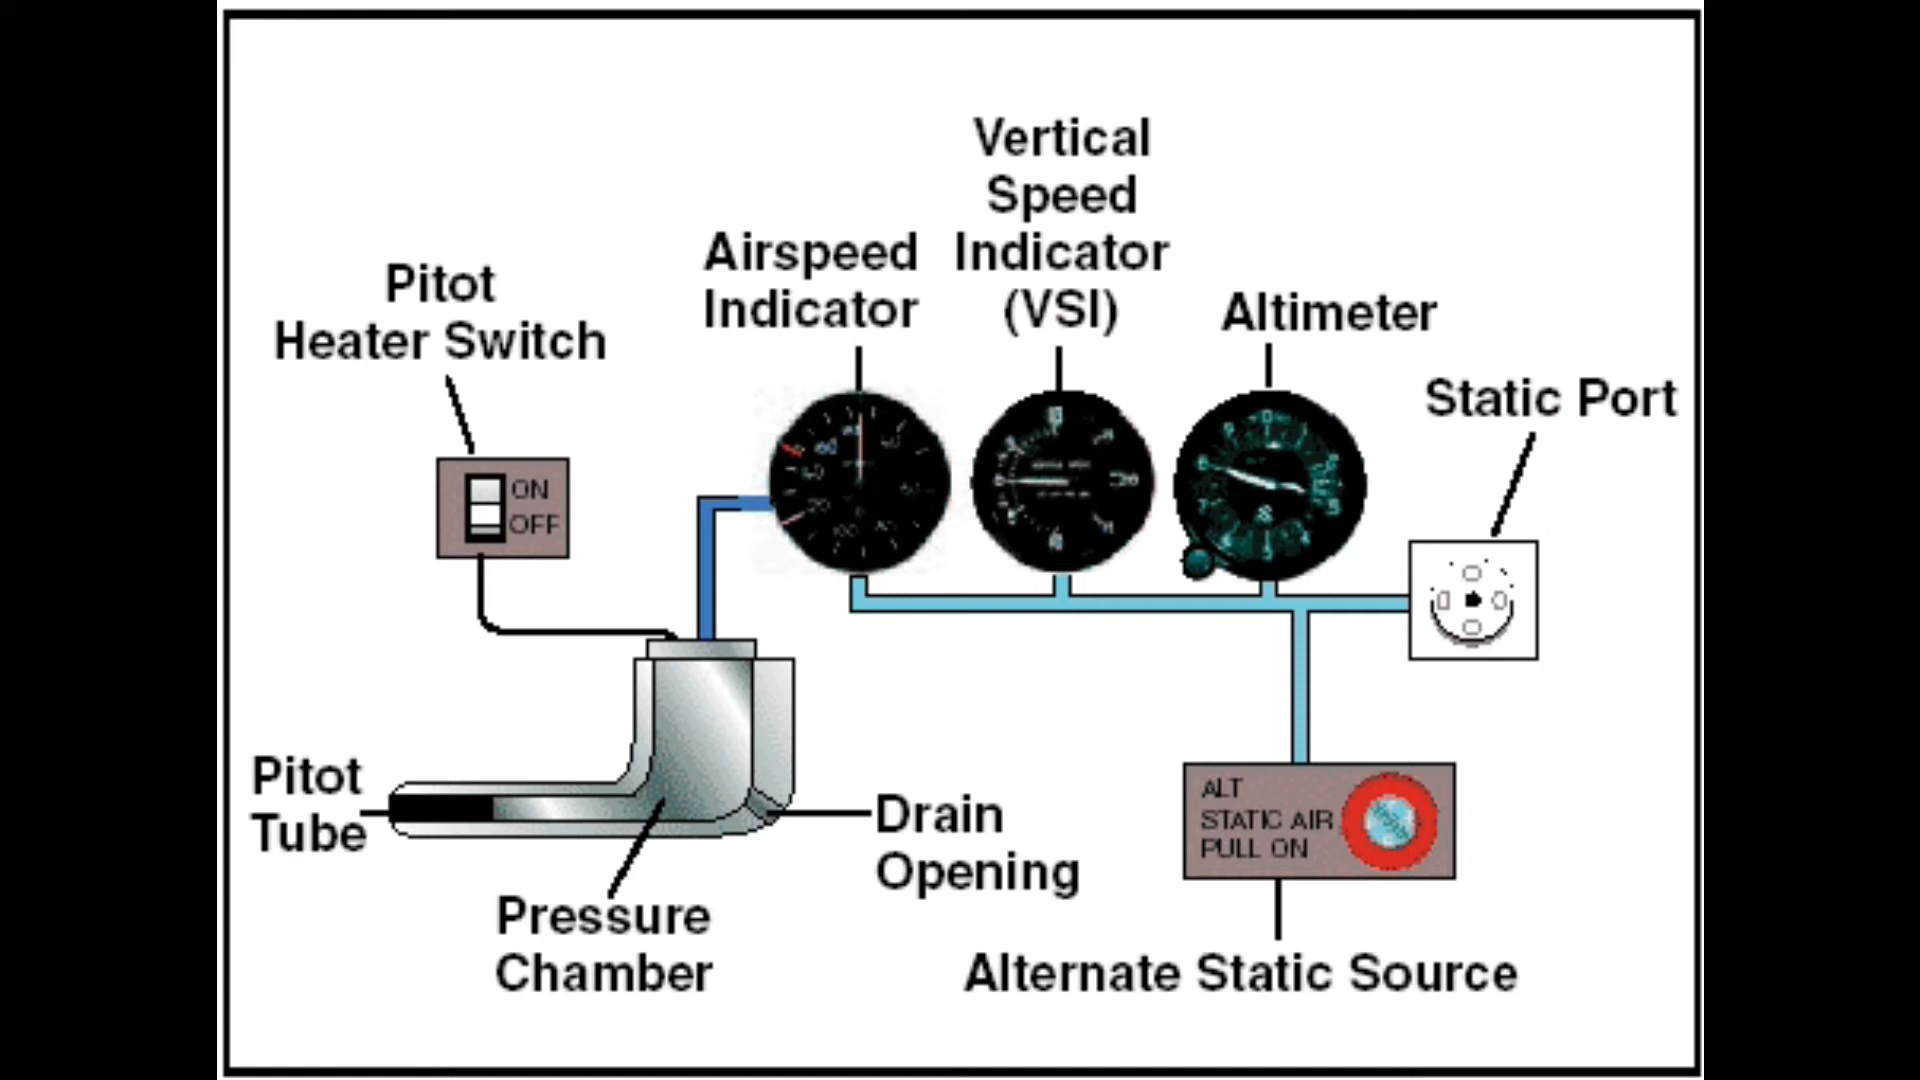 Vertical
Speed
Indicator
(VSI)
Airspeed
Indicator
Pitot
Heater Switch
Altimeter
Static Port
ON
OFF
Pitot
Tube
Drain
Opening
Pressure
Chamber
ALT
STATIC AIR
PULL ON
Alternate Static Source